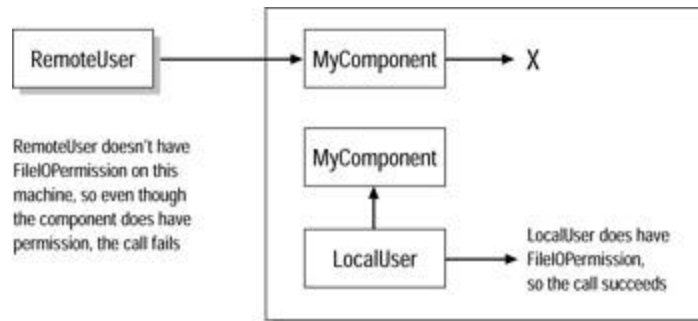 RemoteUser
MyComponent
X
RemoteUser doesn't have
FileIOPermission on this
machine, so even though
the component does have
permission, the call fails
MyComponent
LocalUser
LocalUser does have
FileIOPermission,
so the call succeeds